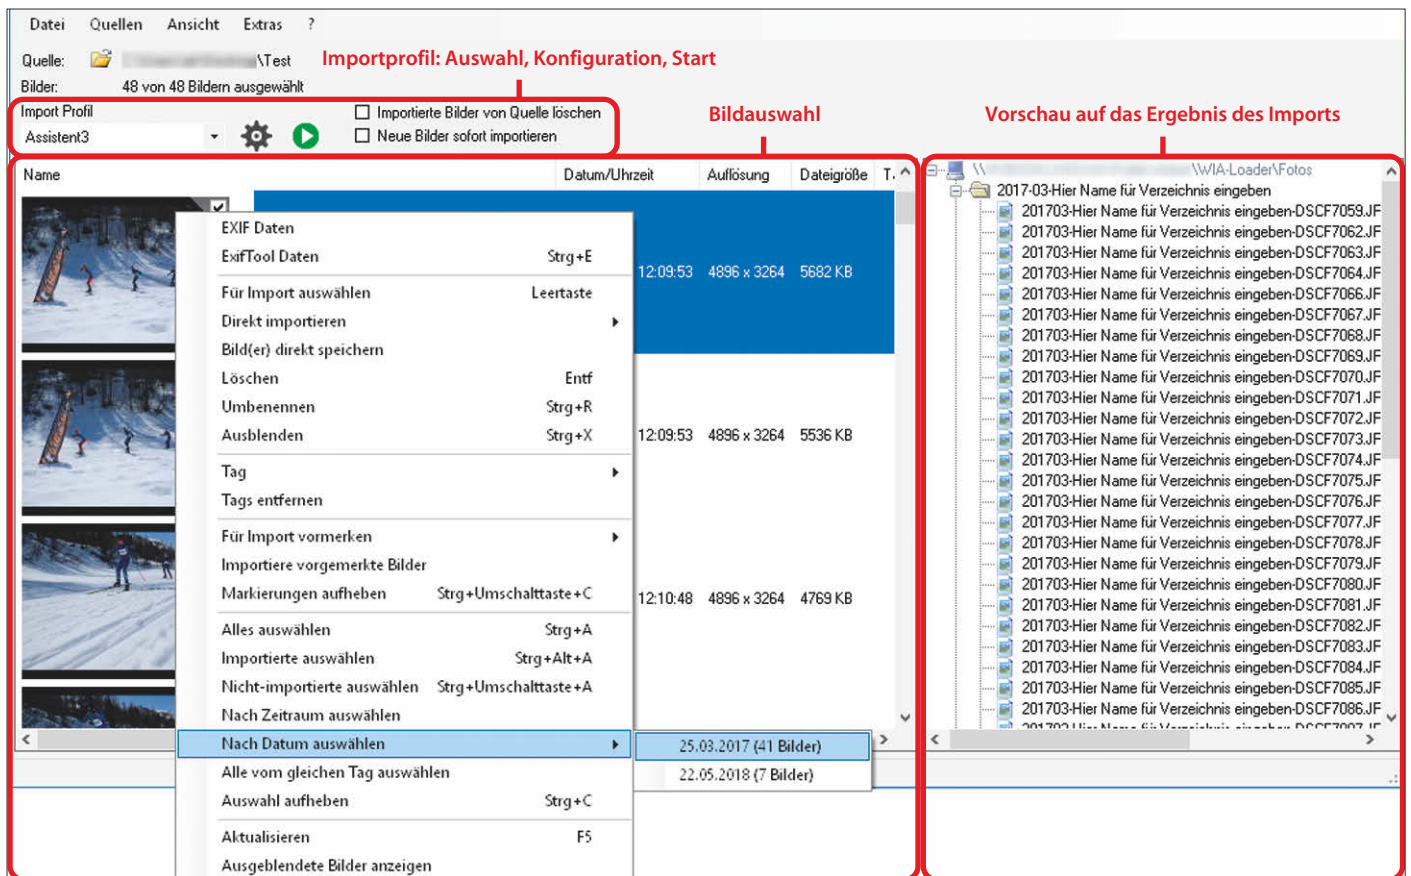 Datei Quellen Ansicht Extras ?
Quelle: \Test
Importprofil: Auswahl, Konfiguration, Start
Bilder: 48 von 48 Bildern ausgewählt
Import Profil
Assistent3
Importierte Bilder von Quelle löschen
Neue Bilder sofort importieren
Bildauswahl
Vorschau auf das Ergebnis des Imports
Name Datum/Uhrzeit Auflösung Dateigröße T.
12:09:53 4896 x 3264 5682 KB
12:09:53 4896 x 3264 5536 KB
12:10:48 4896 x 3264 4769 KB
EXIF Daten
ExifTool Daten Strg+E
Für Import auswählen Leertaste
Direkt importieren
Bild(er) direkt speichern
Löschen Entf
Umbenennen Strg+R
Ausblenden Strg+X
Tag
Tags entfernen
Für Import vormerken
Importiere vorgemerkte Bilder
Markierungen aufheben Strg+Umschalttaste+C
Alles auswählen Strg+A
Importierte auswählen Strg+Alt+A
Nicht-importierte auswählen Strg+Umschalttaste+A
Nach Zeitraum auswählen
Nach Datum auswählen
25.03.2017 (41 Bilder)
22.05.2018 (7 Bilder)
Alle vom gleichen Tag auswählen
Auswahl aufheben Strg+C
Aktualisieren F5
Ausgeblendete Bilder anzeigen
\\ \WIA-Loader\Fotos
2017-03-Hier Name für Verzeichnis eingeben
201703-Hier Name für Verzeichnis eingeben-DSCF7059.JF
201703-Hier Name für Verzeichnis eingeben-DSCF7062.JF
201703-Hier Name für Verzeichnis eingeben-DSCF7063.JF
201703-Hier Name für Verzeichnis eingeben-DSCF7064.JF
201703-Hier Name für Verzeichnis eingeben-DSCF7066.JF
201703-Hier Name für Verzeichnis eingeben-DSCF7067.JF
201703-Hier Name für Verzeichnis eingeben-DSCF7068.JF
201703-Hier Name für Verzeichnis eingeben-DSCF7069.JF
201703-Hier Name für Verzeichnis eingeben-DSCF7070.JF
201703-Hier Name für Verzeichnis eingeben-DSCF7071.JF
201703-Hier Name für Verzeichnis eingeben-DSCF7072.JF
201703-Hier Name für Verzeichnis eingeben-DSCF7073.JF
201703-Hier Name für Verzeichnis eingeben-DSCF7074.JF
201703-Hier Name für Verzeichnis eingeben-DSCF7075.JF
201703-Hier Name für Verzeichnis eingeben-DSCF7076.JF
201703-Hier Name für Verzeichnis eingeben-DSCF7077.JF
201703-Hier Name für Verzeichnis eingeben-DSCF7078.JF
201703-Hier Name für Verzeichnis eingeben-DSCF7079.JF
201703-Hier Name für Verzeichnis eingeben-DSCF7080.JF
201703-Hier Name für Verzeichnis eingeben-DSCF7081.JF
201703-Hier Name für Verzeichnis eingeben-DSCF7082.JF
201703-Hier Name für Verzeichnis eingeben-DSCF7083.JF
201703-Hier Name für Verzeichnis eingeben-DSCF7084.JF
201703-Hier Name für Verzeichnis eingeben-DSCF7085.JF
201703-Hier Name für Verzeichnis eingeben-DSCF7086.JF